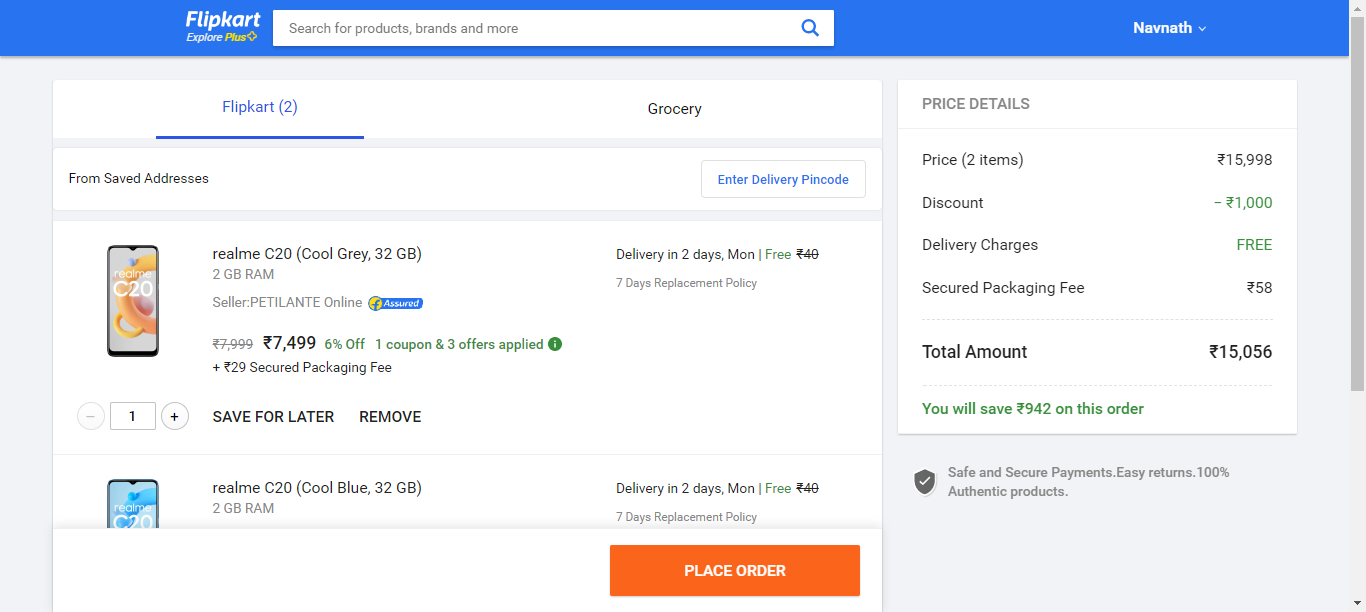 Flipkart
Explore Plus
Search for products, brands and more
Navnath
Flipkart (2)
Grocery
From Saved Addresses
Enter Delivery Pincode
realme C20 (Cool Grey, 32 GB)
2 GB RAM
Seller:PETILANTE Online
Assured
₹7,999 ₹7,499 6% Off 1 coupon & 3 offers applied
+ ₹29 Secured Packaging Fee
Delivery in 2 days, Mon | Free ₹40
7 Days Replacement Policy
realme
C20
1
SAVE FOR LATER REMOVE
realme C20 (Cool Blue, 32 GB)
2 GB RAM
Delivery in 2 days, Mon | Free ₹40
7 Days Replacement Policy
realme
C20
PLACE ORDER
PRICE DETAILS
Price (2 items) ₹15,998
Discount − ₹1,000
Delivery Charges FREE
Secured Packaging Fee ₹58
Total Amount ₹15,056
You will save ₹942 on this order
Safe and Secure Payments.Easy returns.100%
Authentic products.